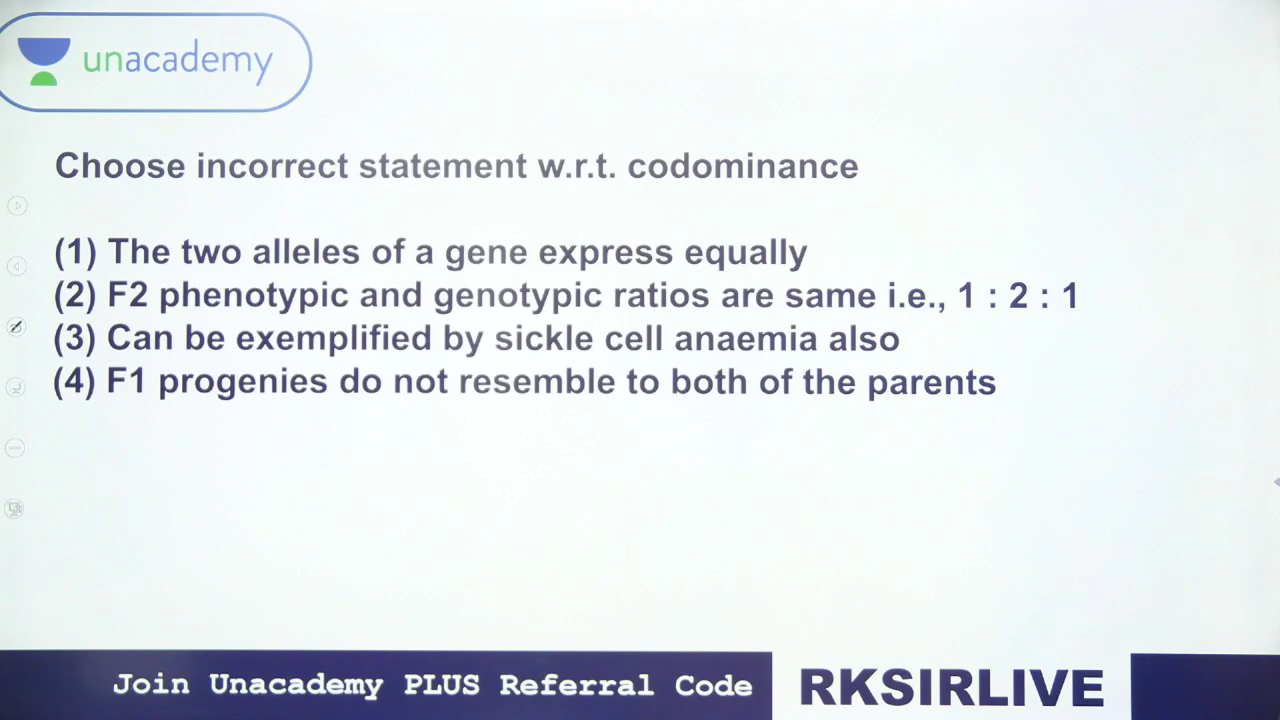 unacademy
Choose incorrect statement w.r.t. codominance
(1) The two alleles of a gene express equally
(2) F2 phenotypic and genotypic ratios are same i.e., 1 : 2 : 1
(3) Can be exemplified by sickle cell anaemia also
(4) F1 progenies do not resemble to both of the parents
Join Unacademy PLUS Referral Code
RKSIRLIVE